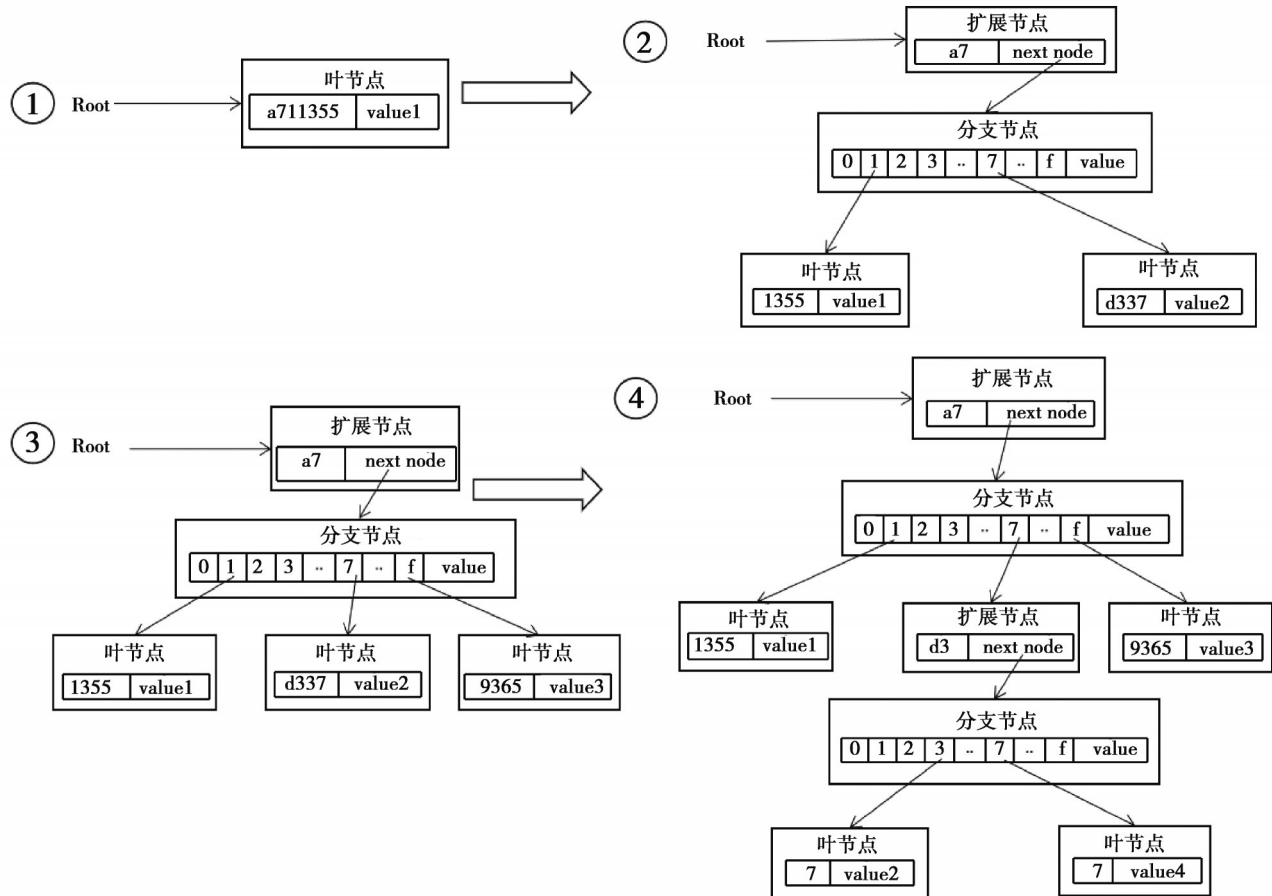 ①
Root
叶节点
a711355 value1
②
Root
扩展节点
a7 next node
分支节点
0 1 2 3 .. 7 .. f value
叶节点
1355 value1
叶节点
d337 value2
③
Root
扩展节点
a7 next node
分支节点
0 1 2 3 .. 7 .. f value
叶节点
1355 value1
叶节点
d337 value2
叶节点
9365 value3
④
Root
扩展节点
a7 next node
分支节点
0 1 2 3 .. 7 .. f value
叶节点
1355 value1
扩展节点
d3 next node
叶节点
9365 value3
分支节点
0 1 2 3 .. 7 .. f value
叶节点
7 value2
叶节点
7 value4